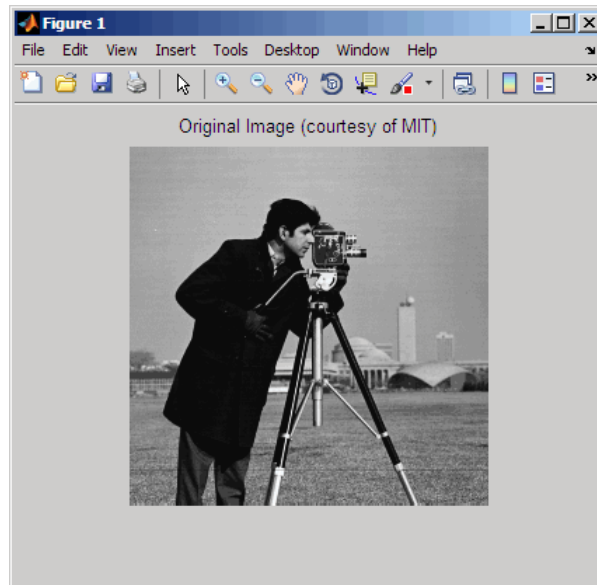 Figure 1
File Edit View Insert Tools Desktop Window Help
Original Image (courtesy of MIT)